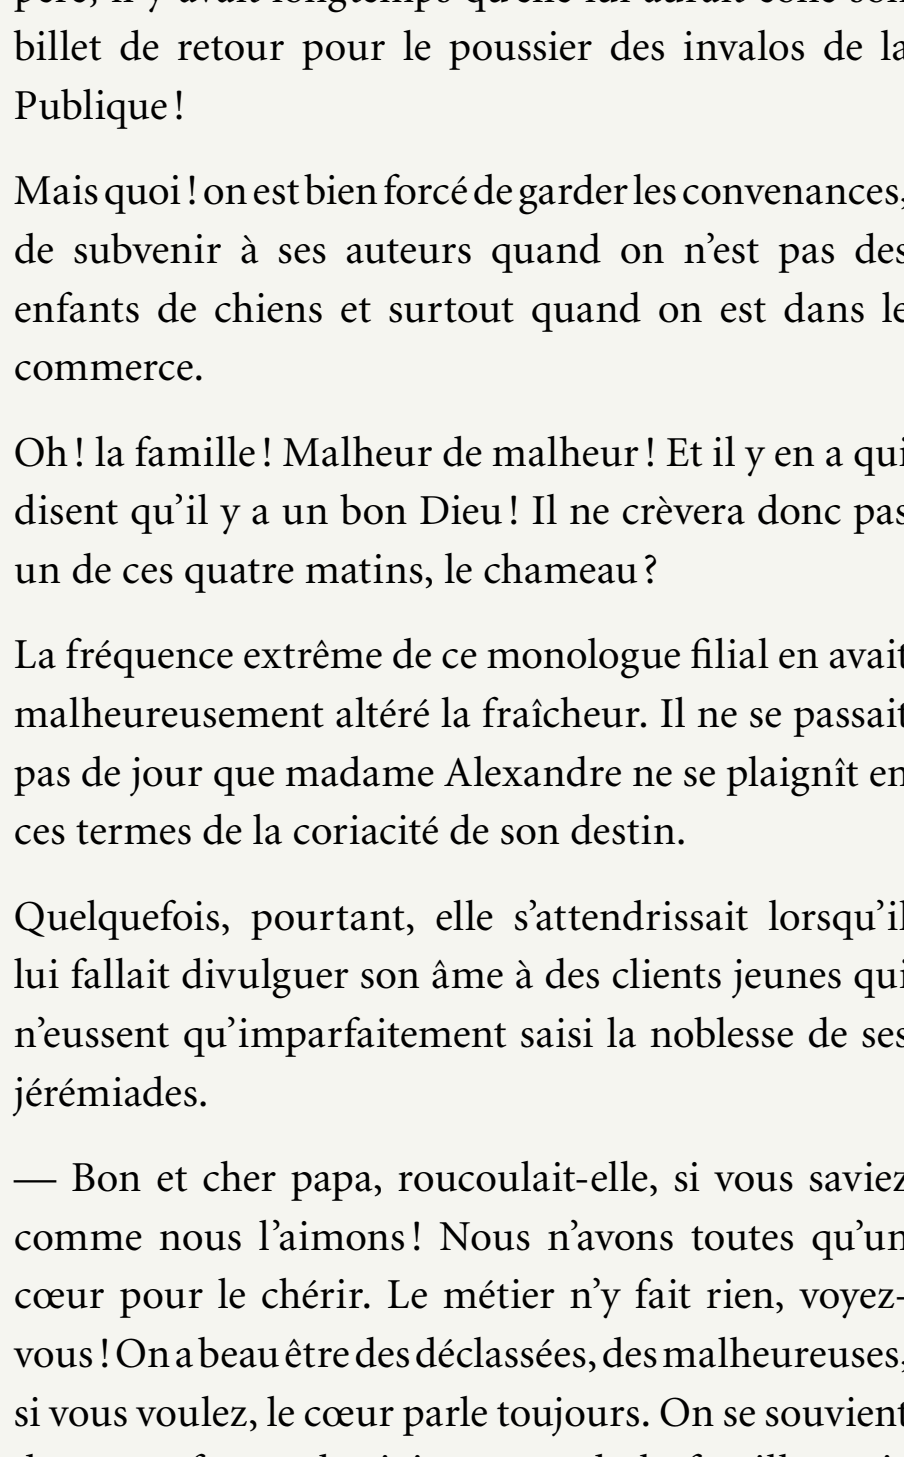 billet de retour pour le poussier des invalos de la
Publique !
Mais quoi ! on est bien forcé de garder les convenances,
de subvenir à ses auteurs quand on n’est pas des
enfants de chiens et surtout quand on est dans le
commerce.
Oh ! la famille ! Malheur de malheur ! Et il y en a qui
disent qu’il y a un bon Dieu ! Il ne crèvera donc pas
un de ces quatre matins, le chameau ?
La fréquence extrême de ce monologue filial en avait
malheureusement altéré la fraîcheur. Il ne se passait
pas de jour que madame Alexandre ne se plaignît en
ces termes de la coriacité de son destin.
Quelquefois, pourtant, elle s’attendrissait lorsqu’il
lui fallait divulguer son âme à des clients jeunes qui
n’eussent qu’imparfaitement saisi la noblesse de ses
jérémiades.
— Bon et cher papa, roucoulait-elle, si vous saviez
comme nous l’aimons ! Nous n’avons toutes qu’un
cœur pour le chérir. Le métier n’y fait rien, voyez-
vous ! On a beau être des déclassées, des malheureuses,
si vous voulez, le cœur parle toujours. On se souvient